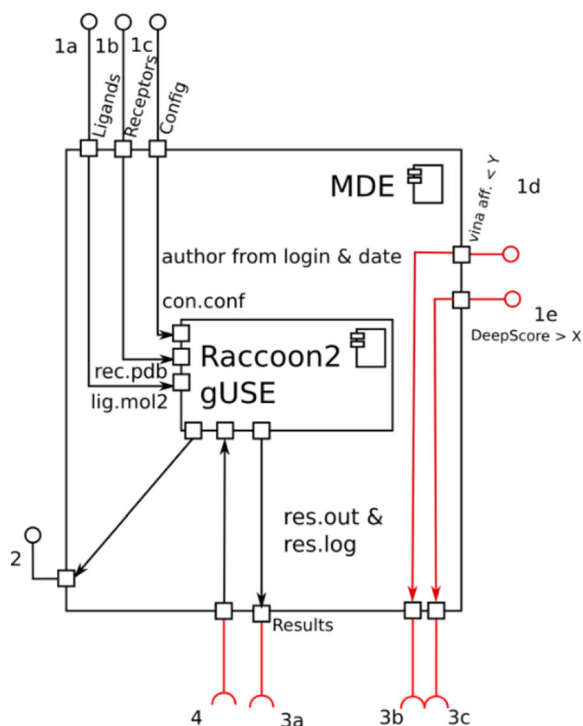 1a
1b
1c
Ligands
Receptors
Config
MDE
vina aff. < Y
1d
author from login & date
con.conf
1e
DeepScore > X
Raccoon2
gUSE
rec.pdb
lig.mol2
res.out &
res.log
2
Results
4
3a
3b
3c